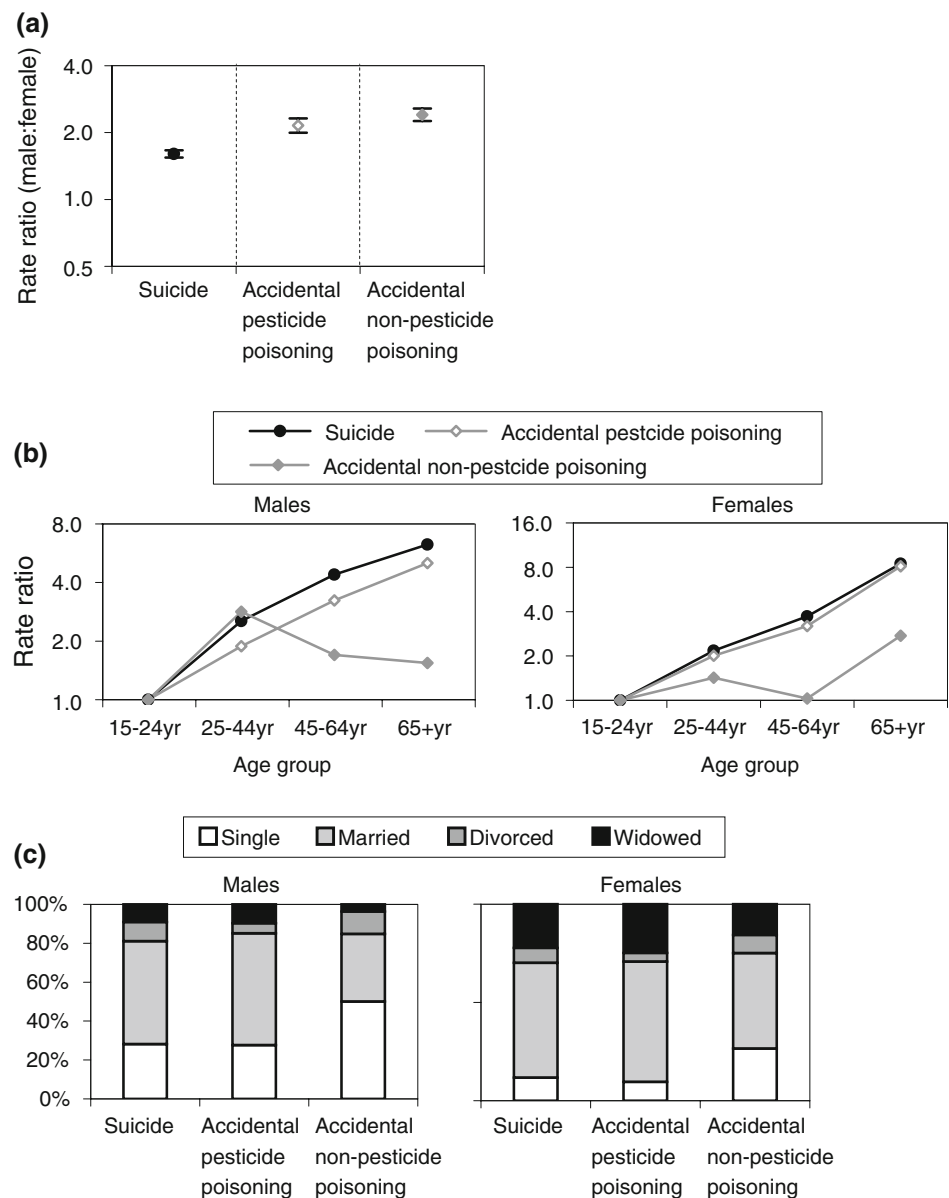 (a)
Rate ratio (male:female)
4.0
2.0
1.0
0.5
Suicide
Accidental
pesticide
poisoning
Accidental
non-pesticide
poisoning
(b)
Suicide
Accidental pestcide poisoning
Accidental non-pestcide poisoning
Males
Rate ratio
8.0
4.0
2.0
1.0
15-24yr 25-44yr 45-64yr 65+yr
Age group
Females
16.0
8.0
4.0
2.0
1.0
15-24yr 25-44yr 45-64yr 65+yr
Age group
(c)
Single Married Divorced Widowed
Males
100%
80%
60%
40%
20%
0%
Suicide
Accidental
pesticide
poisoning
Accidental
non-pesticide
poisoning
Females
Suicide
Accidental
pesticide
poisoning
Accidental
non-pesticide
poisoning